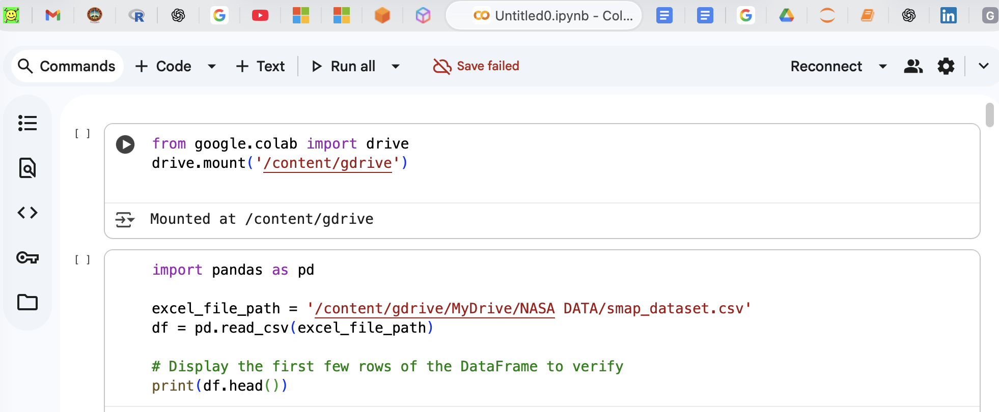 Untitled0.ipynb - Col...
G
Commands + Code + Text Run all Save failed Reconnect
[ ]
from google.colab import drive
drive.mount('/content/gdrive')
Mounted at /content/gdrive
[ ]
import pandas as pd
excel_file_path = '/content/gdrive/MyDrive/NASA DATA/smap_dataset.csv'
df = pd.read_csv(excel_file_path)
# Display the first few rows of the DataFrame to verify
print(df.head())